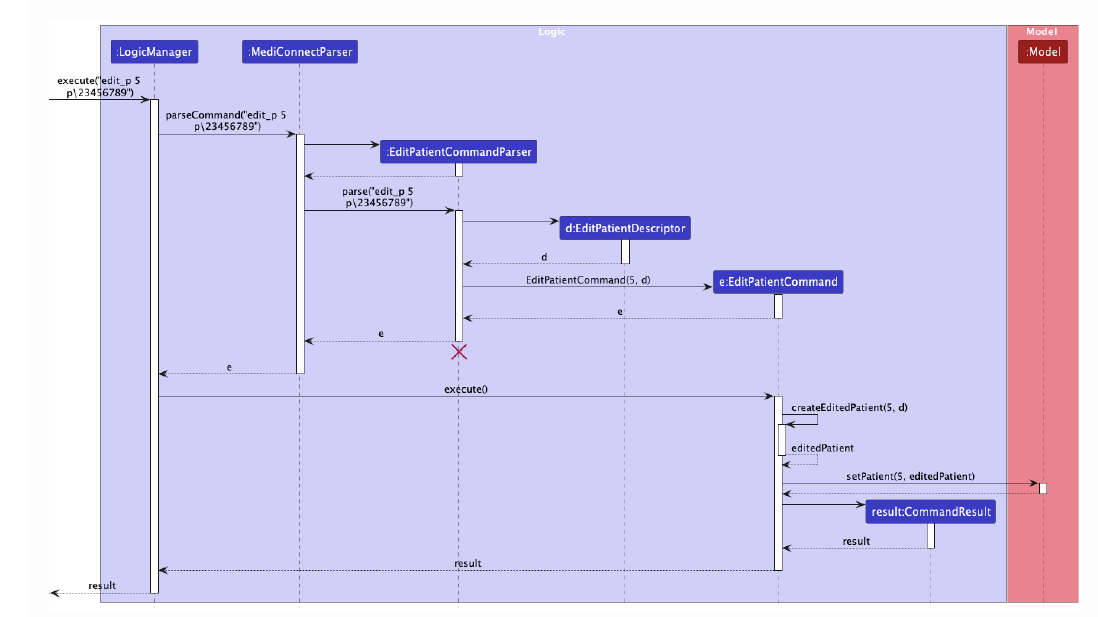 Logic
Model
:LogicManager
:MediConnectParser
:Model
execute("edit_p 5
p\23456789")
parseCommand("edit_p 5
p\23456789")
:EditPatientCommandParser
parse("edit_p 5
p\23456789")
d:EditPatientDescriptor
d
EditPatientCommand(5, d)
e:EditPatientCommand
e
e
e
execute()
createEditedPatient(5, d)
editedPatient
setPatient(5, editedPatient)
result:CommandResult
result
result
result